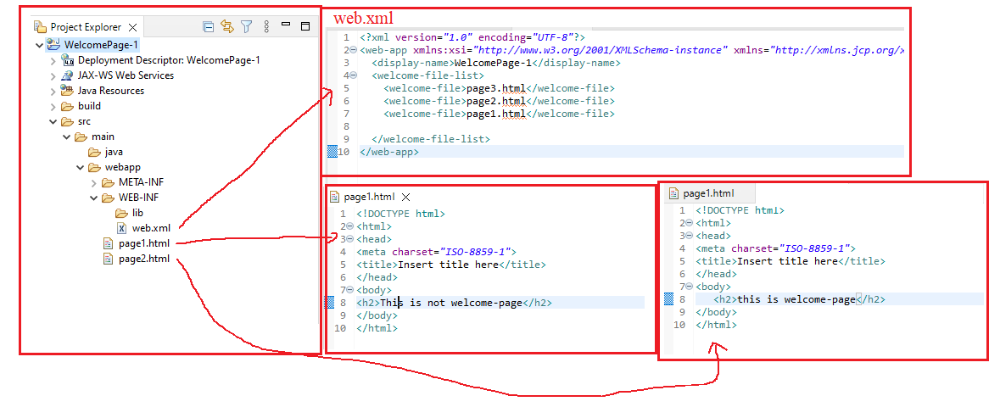 Project Explorer
WelcomePage-1
Deployment Descriptor: WelcomePage-1
JAX-WS Web Services
Java Resources
build
src
main
java
webapp
META-INF
WEB-INF
lib
web.xml
page1.html
page2.html
web.xml
1 <?xml version="1.0" encoding="UTF-8"?>
2 <web-app xmlns:xsi="http://www.w3.org/2001/XMLSchema-instance" xmlns="http://xmlns.jcp.org/x
3 <display-name>WelcomePage-1</display-name>
4 <welcome-file-list>
5 <welcome-file>page3.html</welcome-file>
6 <welcome-file>page2.html</welcome-file>
7 <welcome-file>page1.html</welcome-file>
8
9 </welcome-file-list>
10 </web-app>
page1.html
1 <!DOCTYPE html>
2 <html>
3 <head>
4 <meta charset="ISO-8859-1">
5 <title>Insert title here</title>
6 </head>
7 <body>
8 <h2>This is not welcome-page</h2>
9 </body>
10 </html>
page1.html
1 <!DOCTYPE html>
2 <html>
3 <head>
4 <meta charset="ISO-8859-1">
5 <title>Insert title here</title>
6 </head>
7 <body>
8 <h2>this is welcome-page</h2>
9 </body>
10 </html>